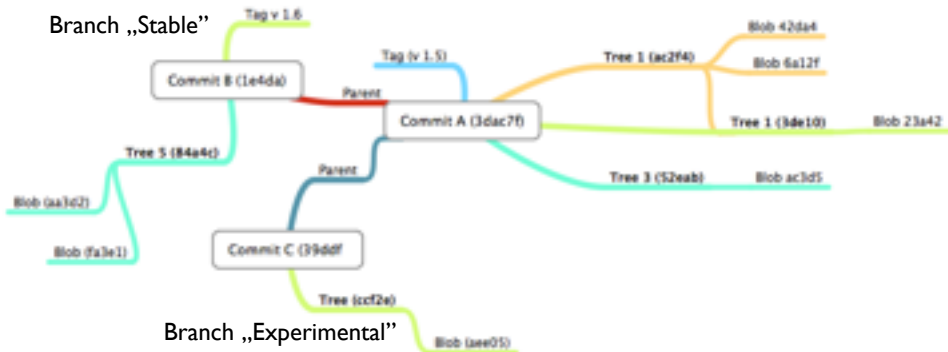 Branch „Stable”
Tag v 1.6
Commit B (1e4da)
Parent
Tree 5 (84a4c)
Blob (aa3d2)
Blob (fa3e1)
Tag (v 1.5)
Commit A (3dac7f)
Tree 1 (ac2f4)
Blob 42da4
Blob 6a12f
Tree 1 (3de10)
Blob 23a42
Tree 3 (52eab)
Blob ac3d5
Parent
Commit C (39ddf
Tree (ccf2e)
Blob (aee05)
Branch „Experimental”